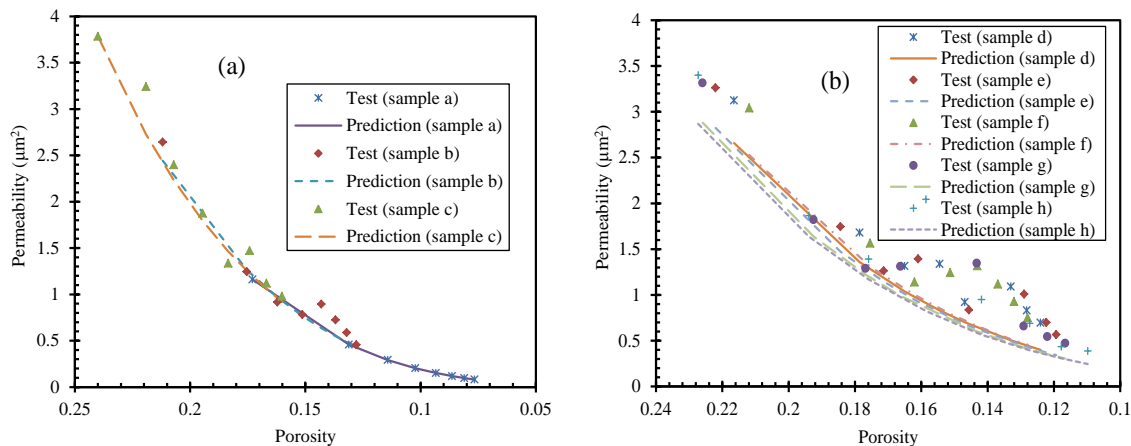 4
3.5
3
2.5
2
1.5
1
0.5
0
0.25
0.2
0.15
0.1
0.05
Permeability (µm²)
Porosity
(a)
Test (sample a)
Prediction (sample a)
Test (sample b)
Prediction (sample b)
Test (sample c)
Prediction (sample c)
4
3.5
3
2.5
2
1.5
1
0.5
0
0.24
0.22
0.2
0.18
0.16
0.14
0.12
0.1
Permeability (µm²)
Porosity
(b)
Test (sample d)
Prediction (sample d)
Test (sample e)
Prediction (sample e)
Test (sample f)
Prediction (sample f)
Test (sample g)
Prediction (sample g)
Test (sample h)
Prediction (sample h)